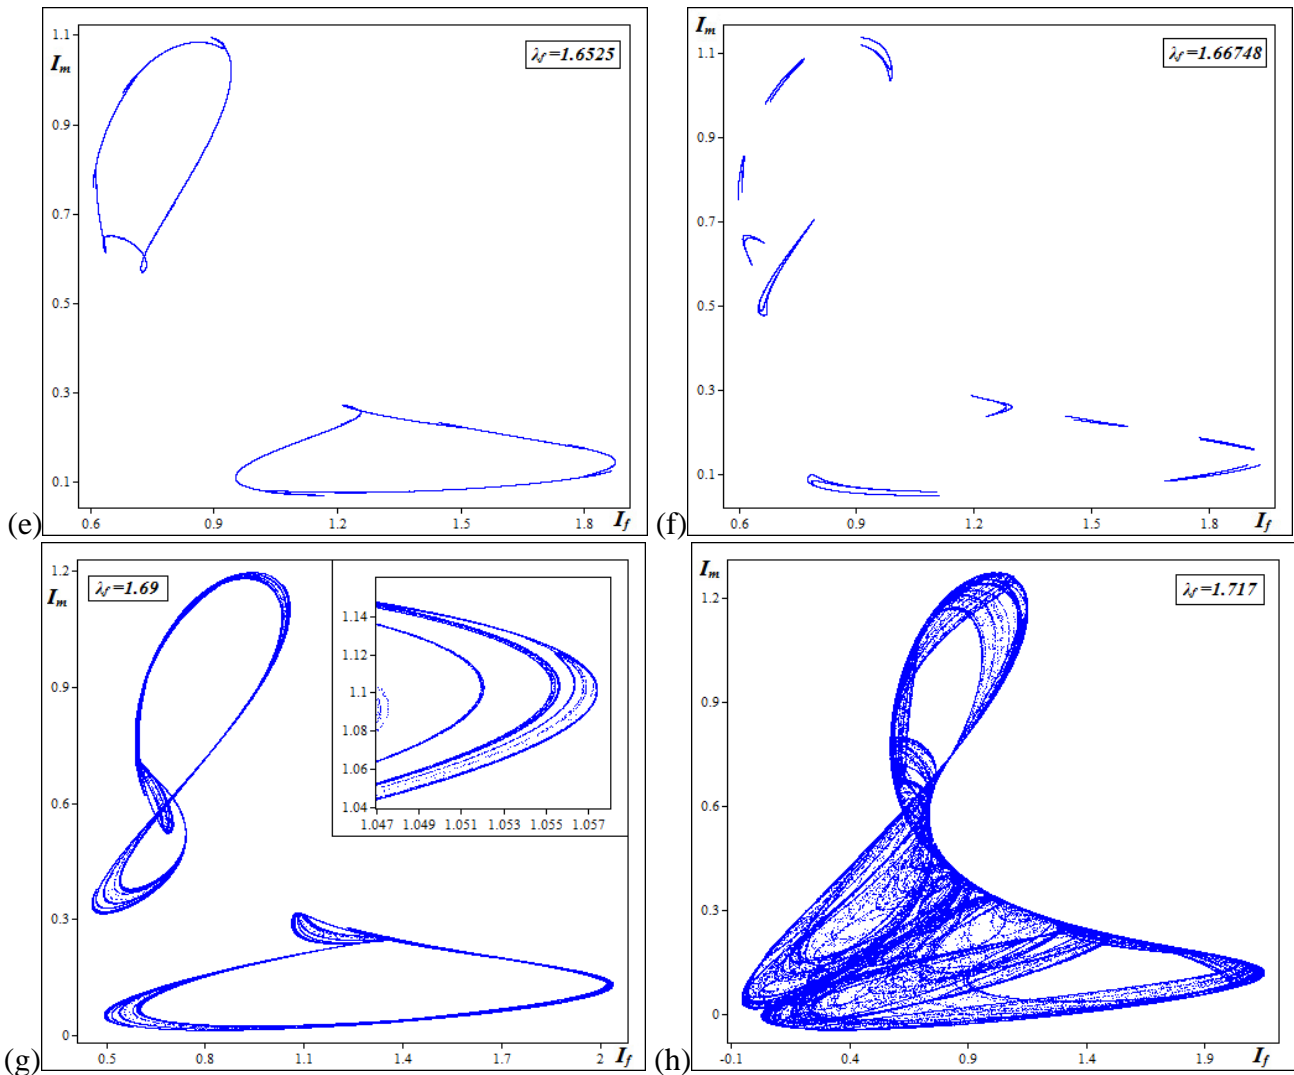 1.1
I_m
λ_f =1.6525
0.9
0.7
0.5
0.3
0.1
0.6 0.9 1.2 1.5 1.8 I_f
(e)
I_m
1.1
λ_f =1.66748
0.9
0.7
0.5
0.3
0.1
0.6 0.9 1.2 1.5 1.8 I_f
(f)
1.2
I_m
λ_f =1.69
0.9
0.6
0.3
0
0.5 0.8 1.1 1.4 1.7 2 I_f
1.14
1.12
1.1
1.08
1.06
1.04
1.047 1.049 1.051 1.053 1.055 1.057
(g)
I_m
1.2
λ_f =1.717
0.9
0.6
0.3
0
-0.1 0.4 0.9 1.4 1.9 I_f
(h)